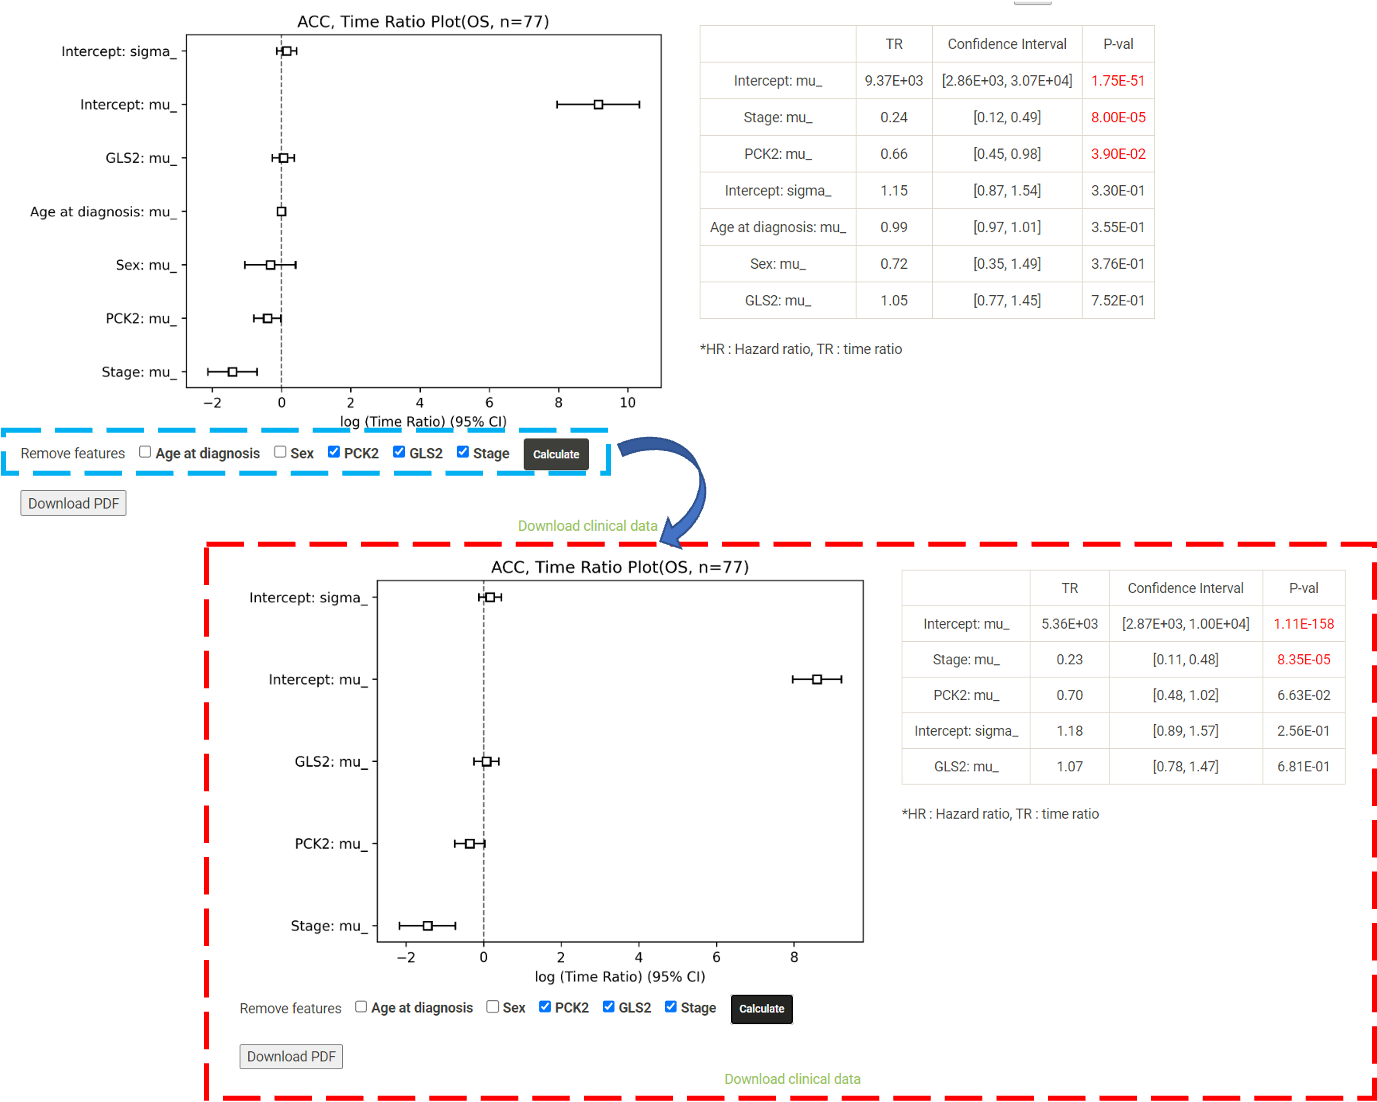 ACC, Time Ratio Plot(OS, n=77)
Intercept: sigma_
Intercept: mu_
GLS2: mu_
Age at diagnosis: mu_
Sex: mu_
PCK2: mu_
Stage: mu_
−2 0 2 4 6 8 10
log (Time Ratio) (95% CI)
TR Confidence Interval P-val
Intercept: mu_ 9.37E+03 [2.86E+03, 3.07E+04] 1.75E-51
Stage: mu_ 0.24 [0.12, 0.49] 8.00E-05
PCK2: mu_ 0.66 [0.45, 0.98] 3.90E-02
Intercept: sigma_ 1.15 [0.87, 1.54] 3.30E-01
Age at diagnosis: mu_ 0.99 [0.97, 1.01] 3.55E-01
Sex: mu_ 0.72 [0.35, 1.49] 3.76E-01
GLS2: mu_ 1.05 [0.77, 1.45] 7.52E-01
*HR : Hazard ratio, TR : time ratio
Remove features Age at diagnosis Sex PCK2 GLS2 Stage Calculate
Download PDF
Download clinical data
ACC, Time Ratio Plot(OS, n=77)
Intercept: sigma_
Intercept: mu_
GLS2: mu_
PCK2: mu_
Stage: mu_
−2 0 2 4 6 8
log (Time Ratio) (95% CI)
TR Confidence Interval P-val
Intercept: mu_ 5.36E+03 [2.87E+03, 1.00E+04] 1.11E-158
Stage: mu_ 0.23 [0.11, 0.48] 8.35E-05
PCK2: mu_ 0.70 [0.48, 1.02] 6.63E-02
Intercept: sigma_ 1.18 [0.89, 1.57] 2.56E-01
GLS2: mu_ 1.07 [0.78, 1.47] 6.81E-01
*HR : Hazard ratio, TR : time ratio
Remove features Age at diagnosis Sex PCK2 GLS2 Stage Calculate
Download PDF
Download clinical data